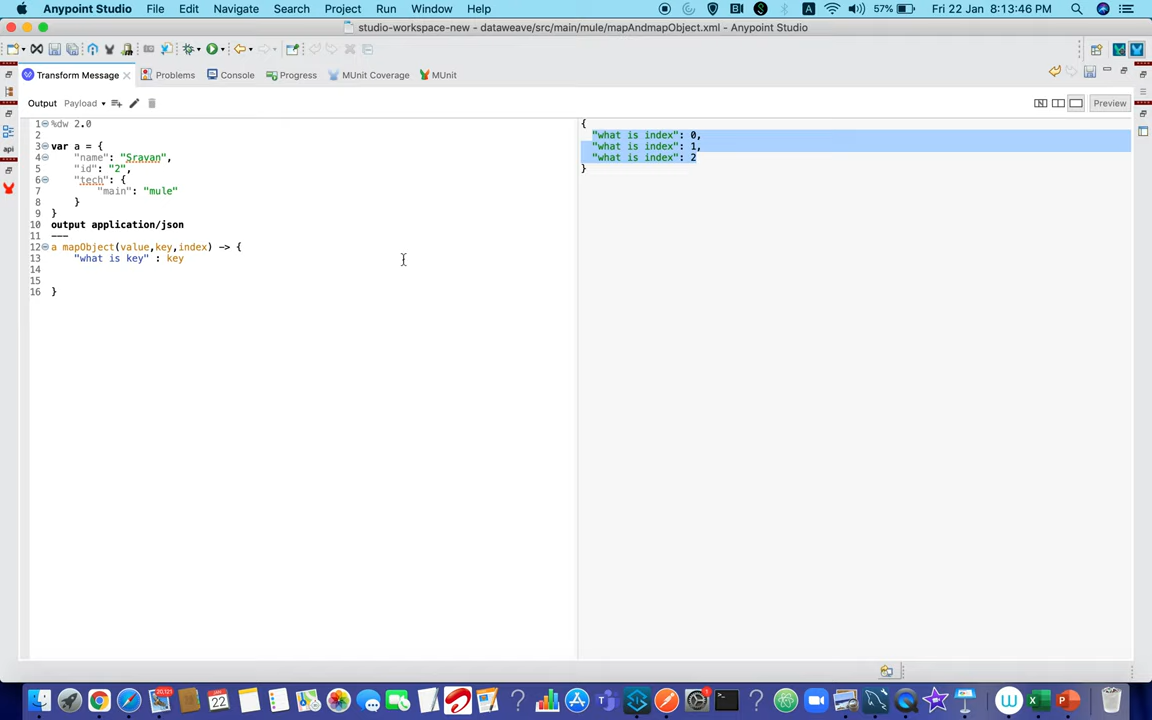 Anypoint Studio File Edit Navigate Search Project Run Window Help 57% Fri 22 Jan 8:13:46 PM
studio-workspace-new - dataweave/src/main/mule/mapAndmapObject.xml - Anypoint Studio
Transform Message Problems Console Progress MUnit Coverage MUnit
Output Payload Preview
1 %dw 2.0
2
3 var a = {
4 "name": "Sravan",
5 "id": "2",
6 "tech": {
7 "main": "mule"
8 }
9 }
10 output application/json
11 ---
12 a mapObject(value,key,index) -> {
13 "what is key" : key
14
15
16 }
{
"what is index": 0,
"what is index": 1,
"what is index": 2
}
api